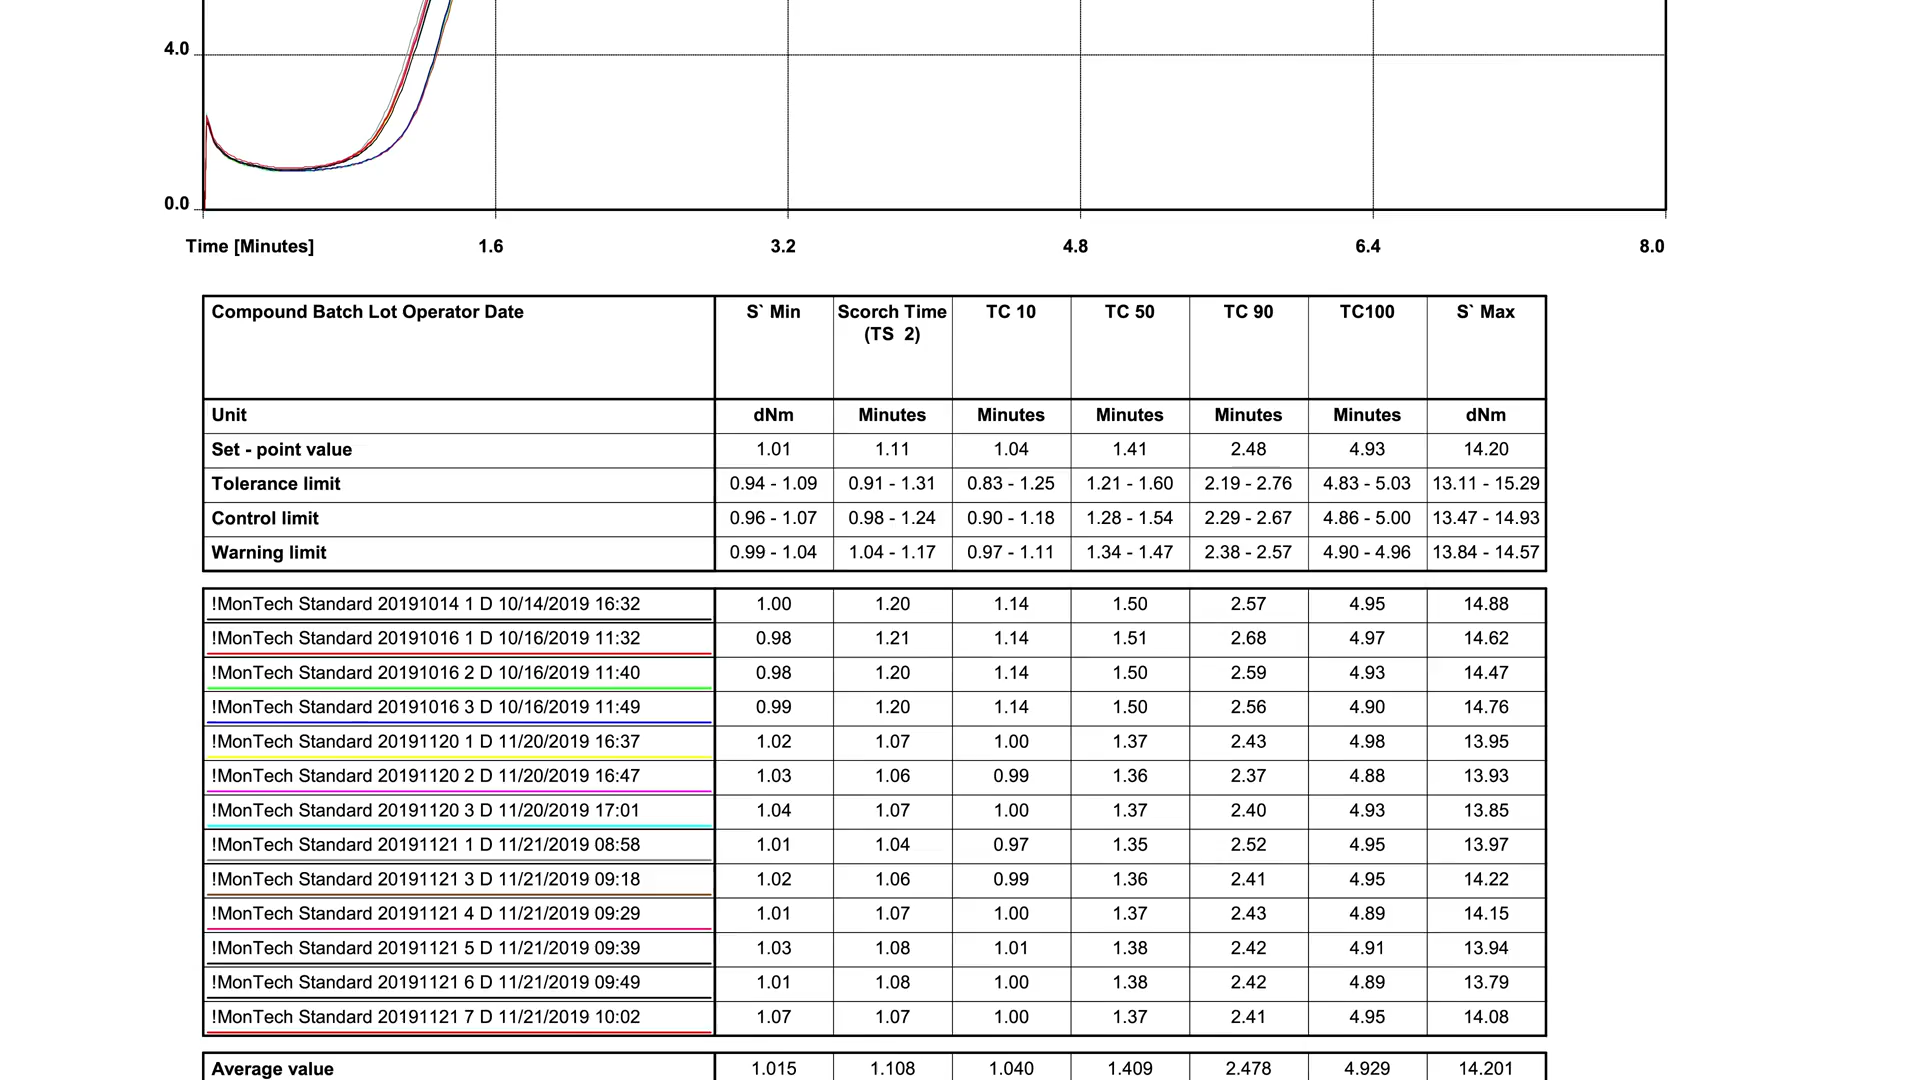 4.0
0.0
Time [Minutes] 1.6 3.2 4.8 6.4 8.0
Compound Batch Lot Operator Date S` Min Scorch Time (TS 2) TC 10 TC 50 TC 90 TC100 S` Max
Unit dNm Minutes Minutes Minutes Minutes Minutes dNm
Set - point value 1.01 1.11 1.04 1.41 2.48 4.93 14.20
Tolerance limit 0.94 - 1.09 0.91 - 1.31 0.83 - 1.25 1.21 - 1.60 2.19 - 2.76 4.83 - 5.03 13.11 - 15.29
Control limit 0.96 - 1.07 0.98 - 1.24 0.90 - 1.18 1.28 - 1.54 2.29 - 2.67 4.86 - 5.00 13.47 - 14.93
Warning limit 0.99 - 1.04 1.04 - 1.17 0.97 - 1.11 1.34 - 1.47 2.38 - 2.57 4.90 - 4.96 13.84 - 14.57
!MonTech Standard 20191014 1 D 10/14/2019 16:32 1.00 1.20 1.14 1.50 2.57 4.95 14.88
!MonTech Standard 20191016 1 D 10/16/2019 11:32 0.98 1.21 1.14 1.51 2.68 4.97 14.62
!MonTech Standard 20191016 2 D 10/16/2019 11:40 0.98 1.20 1.14 1.50 2.59 4.93 14.47
!MonTech Standard 20191016 3 D 10/16/2019 11:49 0.99 1.20 1.14 1.50 2.56 4.90 14.76
!MonTech Standard 20191120 1 D 11/20/2019 16:37 1.02 1.07 1.00 1.37 2.43 4.98 13.95
!MonTech Standard 20191120 2 D 11/20/2019 16:47 1.03 1.06 0.99 1.36 2.37 4.88 13.93
!MonTech Standard 20191120 3 D 11/20/2019 17:01 1.04 1.07 1.00 1.37 2.40 4.93 13.85
!MonTech Standard 20191121 1 D 11/21/2019 08:58 1.01 1.04 0.97 1.35 2.52 4.95 13.97
!MonTech Standard 20191121 3 D 11/21/2019 09:18 1.02 1.06 0.99 1.36 2.41 4.95 14.22
!MonTech Standard 20191121 4 D 11/21/2019 09:29 1.01 1.07 1.00 1.37 2.43 4.89 14.15
!MonTech Standard 20191121 5 D 11/21/2019 09:39 1.03 1.08 1.01 1.38 2.42 4.91 13.94
!MonTech Standard 20191121 6 D 11/21/2019 09:49 1.01 1.08 1.00 1.38 2.42 4.89 13.79
!MonTech Standard 20191121 7 D 11/21/2019 10:02 1.07 1.07 1.00 1.37 2.41 4.95 14.08
Average value 1.015 1.108 1.040 1.409 2.478 4.929 14.201